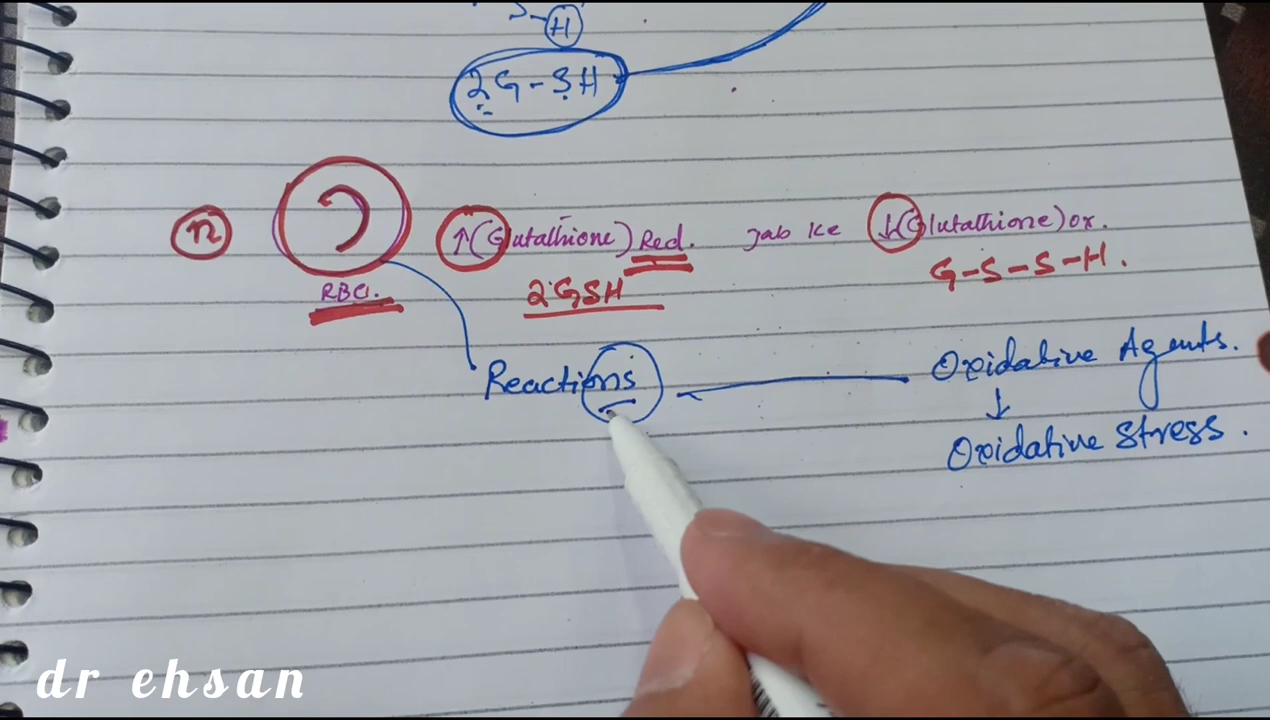 S-H
2G-SH
n
↑(Glutathione) Red. Jab ke ↓(Glutathione) ox.
RBC. 2GSH G-S-S-H.
Reactions Oxidative Agents.
↓
Oxidative stress.
dr ehsan